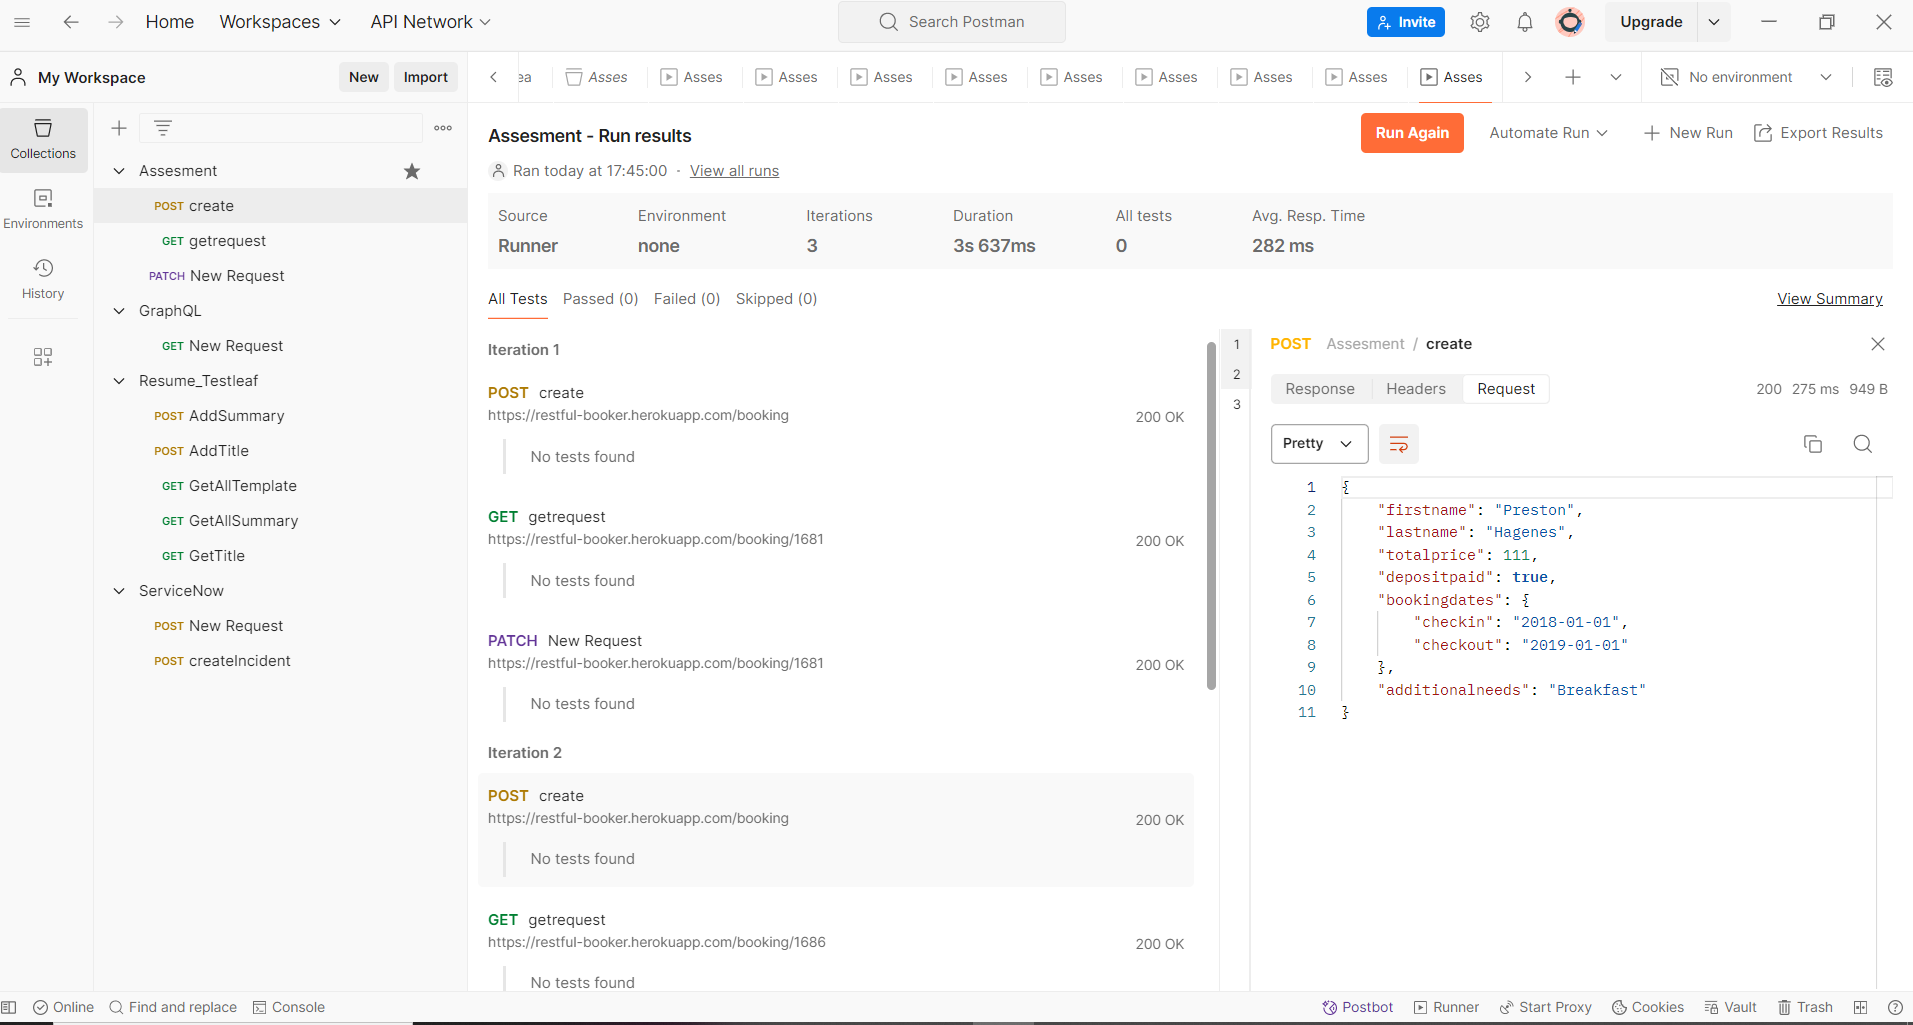 Home Workspaces API Network Search Postman Invite Upgrade
My Workspace New Import ea Asses Asses Asses Asses Asses Asses Asses Asses Asses Asses No environment
Collections
Environments
History
Assesment
POST create
GET getrequest
PATCH New Request
GraphQL
GET New Request
Resume_Testleaf
POST AddSummary
POST AddTitle
GET GetAllTemplate
GET GetAllSummary
GET GetTitle
ServiceNow
POST New Request
POST createIncident
Assesment - Run results
Run Again Automate Run New Run Export Results
Ran today at 17:45:00 · View all runs
Source Environment Iterations Duration All tests Avg. Resp. Time
Runner none 3 3s 637ms 0 282 ms
All Tests Passed (0) Failed (0) Skipped (0) View Summary
Iteration 1
POST create
https://restful-booker.herokuapp.com/booking
200 OK
No tests found
GET getrequest
https://restful-booker.herokuapp.com/booking/1681
200 OK
No tests found
PATCH New Request
https://restful-booker.herokuapp.com/booking/1681
200 OK
No tests found
Iteration 2
POST create
https://restful-booker.herokuapp.com/booking
200 OK
No tests found
GET getrequest
https://restful-booker.herokuapp.com/booking/1686
200 OK
No tests found
1
2
3
POST Assesment / create
Response Headers Request 200 275 ms 949 B
Pretty
1 {
2 "firstname": "Preston",
3 "lastname": "Hagenes",
4 "totalprice": 111,
5 "depositpaid": true,
6 "bookingdates": {
7 "checkin": "2018-01-01",
8 "checkout": "2019-01-01"
9 },
10 "additionalneeds": "Breakfast"
11 }
Online Find and replace Console Postbot Runner Start Proxy Cookies Vault Trash